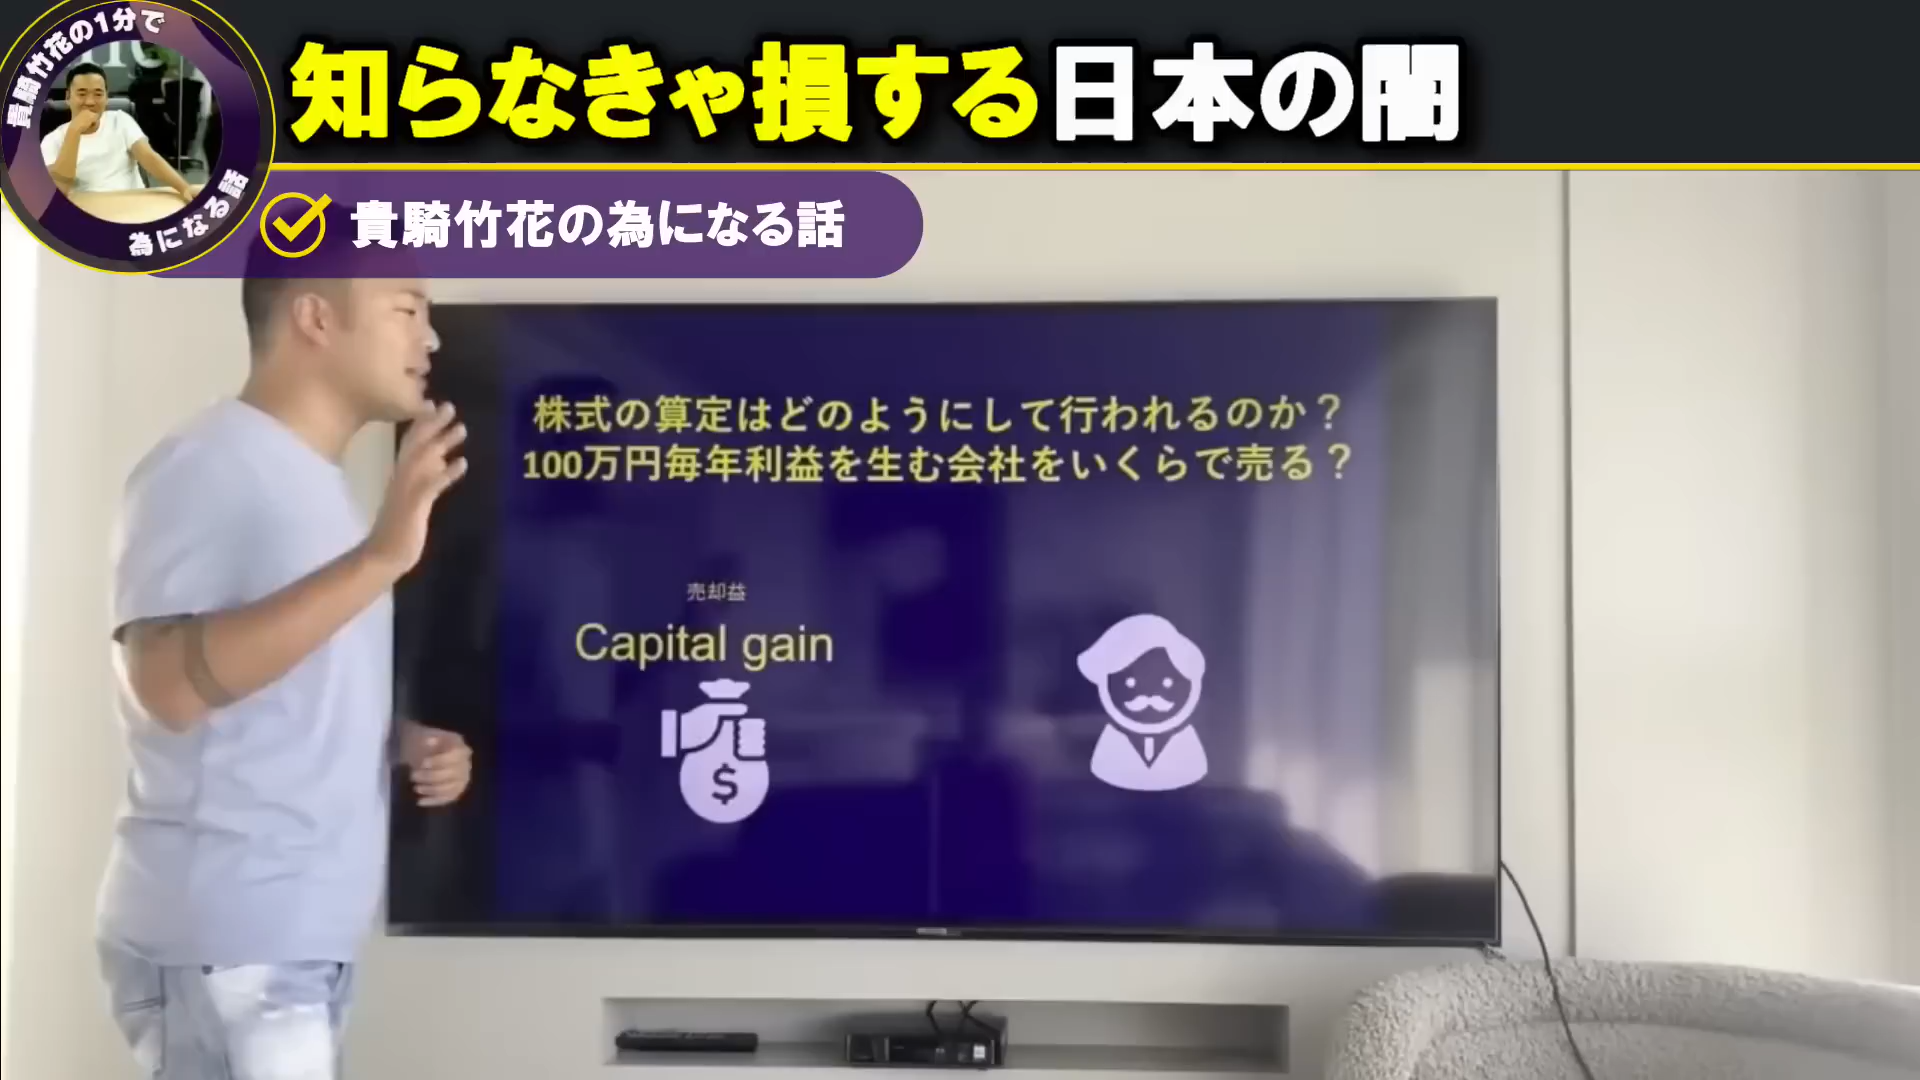 貴騎竹花の1分で
為になる話
知らなきゃ損する日本の闇
貴騎竹花の為になる話
株式の算定はどのようにして行われるのか？
100万円毎年利益を生む会社をいくらで売る？
売却益
Capital gain
$